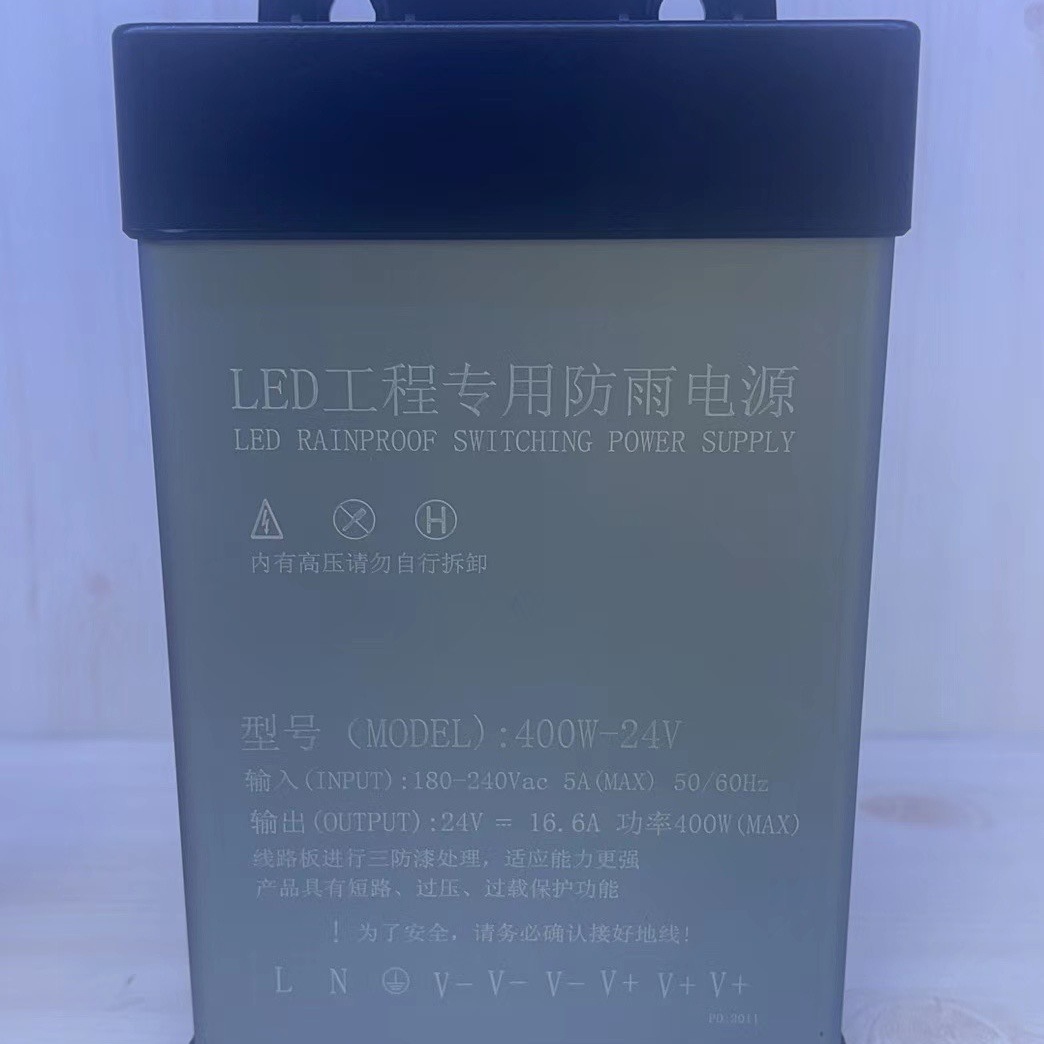 LED工程专用防雨电源
LED RAINPROOF SWITCHING POWER SUPPLY
H
内有高压请勿自行拆卸
型号 (MODEL):400W-24V
输入(INPUT):180-240Vac 5A(MAX) 50/60Hz
输出(OUTPUT):24V = 16.6A 功率400W(MAX)
线路板进行三防漆处理，适应能力更强
产品具有短路、过压、过载保护功能
！为了安全，请务必确认接好地线！
L N V- V- V- V+ V+ V+
PD:2011